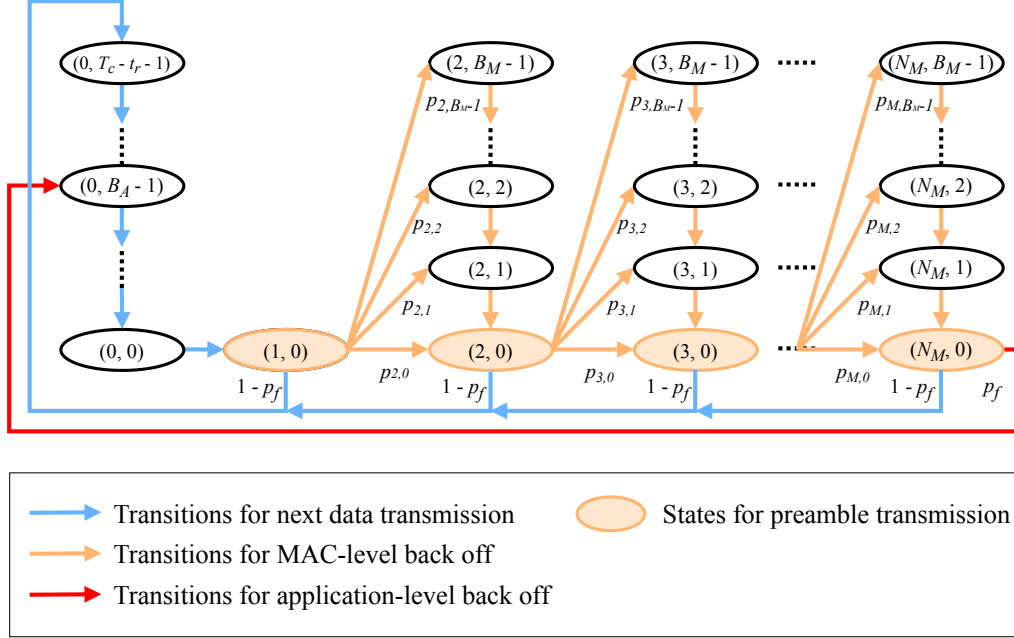 (0, T_c - t_r - 1) (2, B_M - 1) (3, B_M - 1) (N_M, B_M - 1)
p_{2,B_M-1} p_{3,B_M-1} p_{M,B_M-1}
(0, B_A - 1) (2, 2) (3, 2) (N_M, 2)
p_{2,2} p_{3,2} p_{M,2}
(2, 1) (3, 1) (N_M, 1)
p_{2,1} p_{3,1} p_{M,1}
(0, 0) (1, 0) (2, 0) (3, 0) (N_M, 0)
p_{2,0} p_{3,0} p_{M,0}
1 - p_f 1 - p_f 1 - p_f 1 - p_f p_f
Transitions for next data transmission
States for preamble transmission
Transitions for MAC-level back off
Transitions for application-level back off